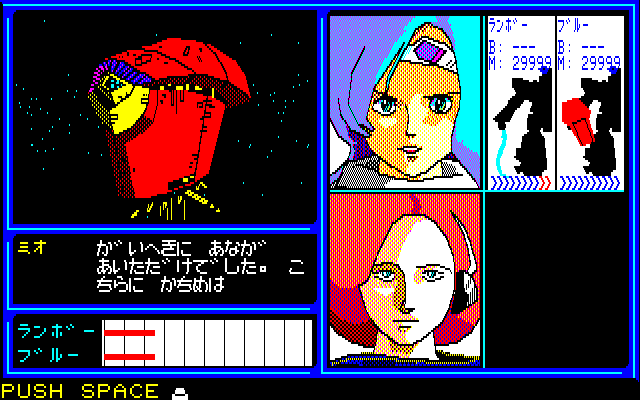 ランボー
ブルー
B: ---
B: ---
M: 29999
M: 29999
ミオ
がいへきに あなが
あいただけでした。 こ
ちらに かちめは
ランボー
ブルー
PUSH SPACE